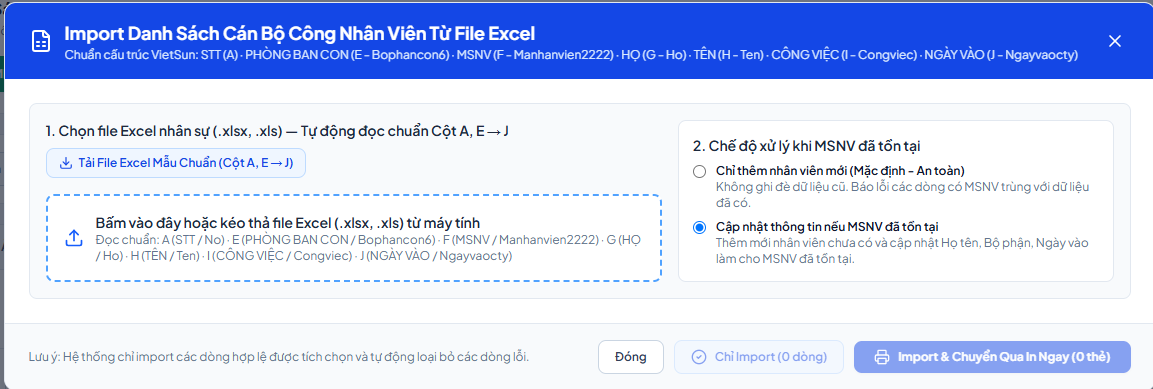 Import Danh Sách Cán Bộ Công Nhân Viên Từ File Excel
Chuẩn cấu trúc VietSun: STT (A) · PHÒNG BAN CON (E - Bophancon6) · MSNV (F - Manhanvien2222) · HỌ (G - Ho) · TÊN (H - Ten) · CÔNG VIỆC (I - Congviec) · NGÀY VÀO (J - Ngayvaocty)
1. Chọn file Excel nhân sự (.xlsx, .xls) — Tự động đọc chuẩn Cột A, E → J
Tải File Excel Mẫu Chuẩn (Cột A, E → J)
Bấm vào đây hoặc kéo thả file Excel (.xlsx, .xls) từ máy tính
Đọc chuẩn: A (STT / No) · E (PHÒNG BAN CON / Bophancon6) · F (MSNV / Manhanvien2222) · G (HỌ
/ Ho) · H (TÊN / Ten) · I (CÔNG VIỆC / Congviec) · J (NGÀY VÀO / Ngayvaocty)
2. Chế độ xử lý khi MSNV đã tồn tại
Chỉ thêm nhân viên mới (Mặc định - An toàn)
Không ghi đè dữ liệu cũ. Báo lỗi các dòng có MSNV trùng với dữ liệu
đã có.
Cập nhật thông tin nếu MSNV đã tồn tại
Thêm mới nhân viên chưa có và cập nhật Họ tên, Bộ phận, Ngày vào
làm cho MSNV đã tồn tại.
Lưu ý: Hệ thống chỉ import các dòng hợp lệ được tích chọn và tự động loại bỏ các dòng lỗi.
Đóng
Chỉ Import (0 dòng)
Import & Chuyển Qua In Ngay (0 thẻ)